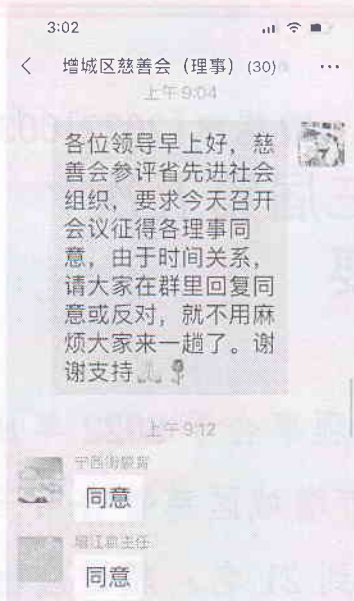 3:02
增城区慈善会（理事）(30)
上午9:04
各位领导早上好，慈
善会参评省先进社会
组织，要求今天召开
会议征得各理事同
意，由于时间关系，
请大家在群里回复同
意或反对，就不用麻
烦大家来一趟了。谢
谢支持
上午9:12
同意
同意